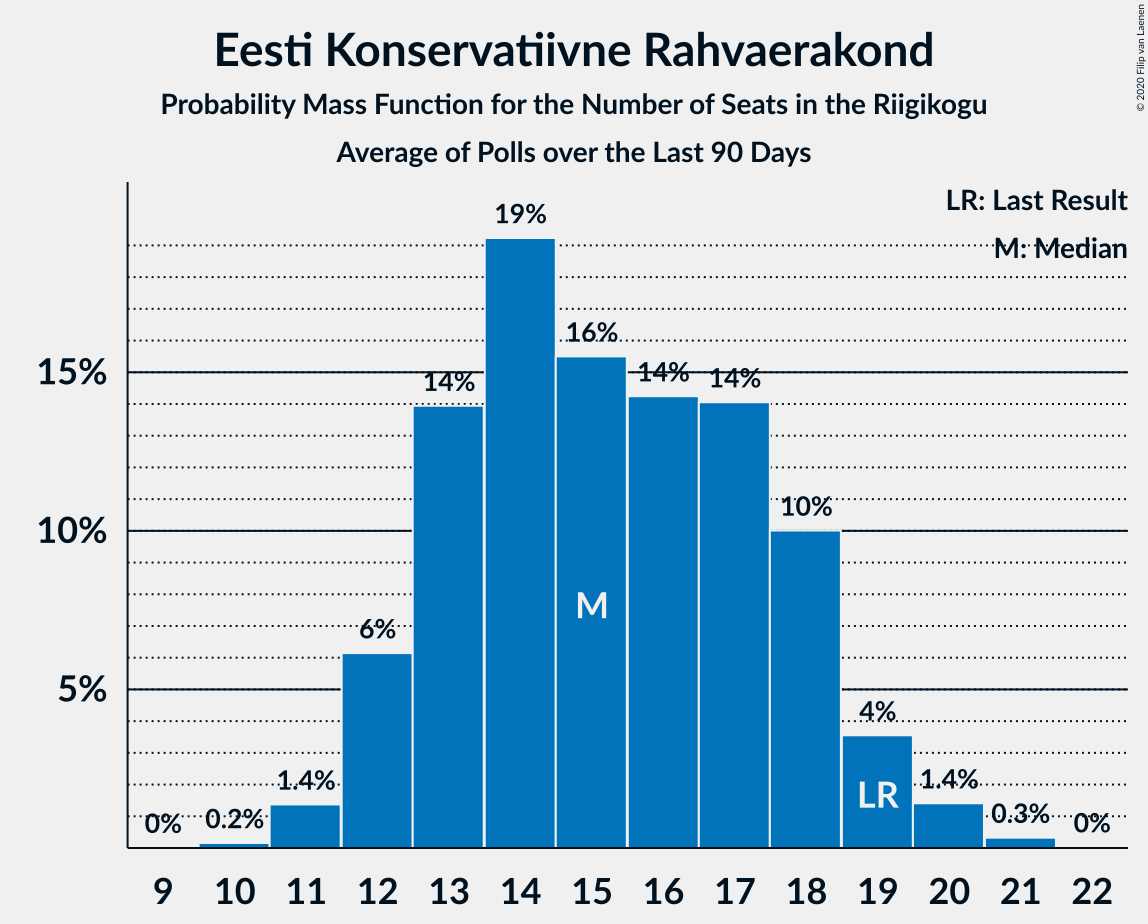 Eesti Konservatiivne Rahvaerakond
Probability Mass Function for the Number of Seats in the Riigikogu
Average of Polls over the Last 90 Days
© 2020 Filip van Laenen
LR: Last Result
M: Median
15%
10%
5%
0%
0.2%
1.4%
6%
14%
19%
16%
14%
14%
10%
4%
1.4%
0.3%
0%
M
LR
9 10 11 12 13 14 15 16 17 18 19 20 21 22